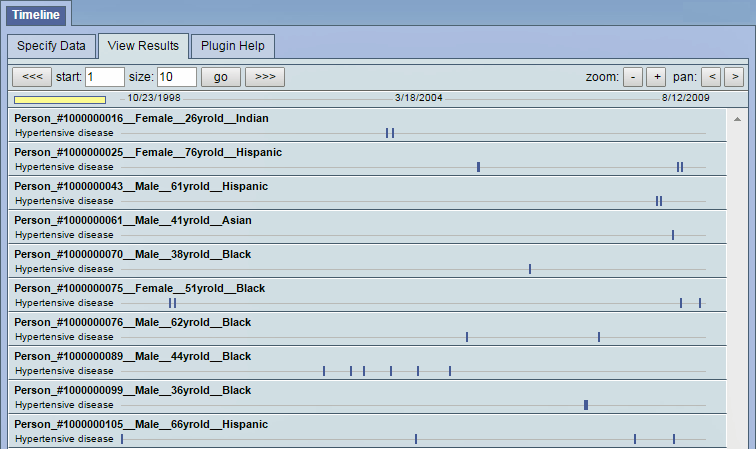 Timeline
Specify Data View Results Plugin Help
<<< start: 1 size: 10 go >>> zoom: - + pan: < >
10/23/1998 3/18/2004 8/12/2009
Person_#1000000016__Female__26yrold__Indian
Hypertensive disease
Person_#1000000025__Female__76yrold__Hispanic
Hypertensive disease
Person_#1000000043__Male__61yrold__Hispanic
Hypertensive disease
Person_#1000000061__Male__41yrold__Asian
Hypertensive disease
Person_#1000000070__Male__38yrold__Black
Hypertensive disease
Person_#1000000075__Female__51yrold__Black
Hypertensive disease
Person_#1000000076__Male__62yrold__Black
Hypertensive disease
Person_#1000000089__Male__44yrold__Black
Hypertensive disease
Person_#1000000099__Male__36yrold__Black
Hypertensive disease
Person_#1000000105__Male__66yrold__Hispanic
Hypertensive disease